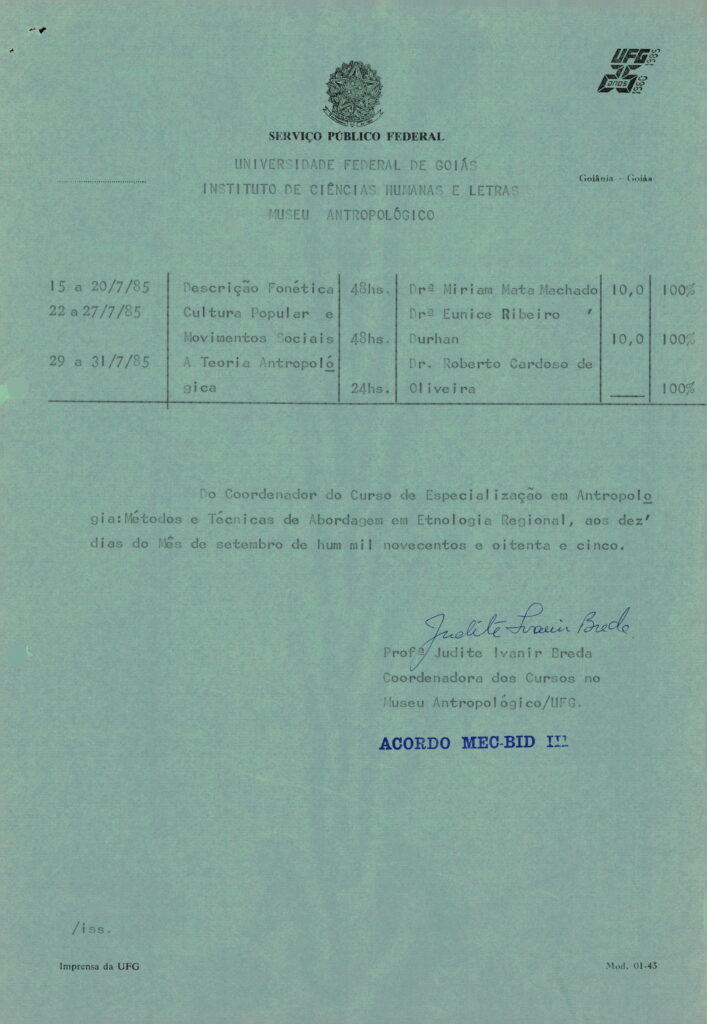 UFG
anos
SERVIÇO PÚBLICO FEDERAL
UNIVERSIDADE FEDERAL DE GOIÁS
INSTITUTO DE CIÊNCIAS HUMANAS E LETRAS
MUSEU ANTROPOLÓGICO
Goiânia - Goiás
15 a 20/7/85 Descrição Fonética 48hs. Drª Miriam Mata Machado 10,0 100%
22 a 27/7/85 Cultura Popular e Drª Eunice Ribeiro '
Movimentos Sociais 48hs. Durhan 10,0 100%
29 a 31/7/85 A Teoria Antropoló Dr. Roberto Cardoso de
gica 24hs. Oliveira ____ 100%
Do Coordenador do Curso de Especialização em Antropolo
gia:Métodos e Técnicas de Abordagem em Etnologia Regional, aos dez'
dias do Mês de setembro de hum mil novecentos e oitenta e cinco.
Judite Ivanir Breda
Profª Judite Ivanir Breda
Coordenadora dos Cursos no
Museu Antropológico/UFG.
ACORDO MEC-BID III
/iss.
Imprensa da UFG Mod. 01-43